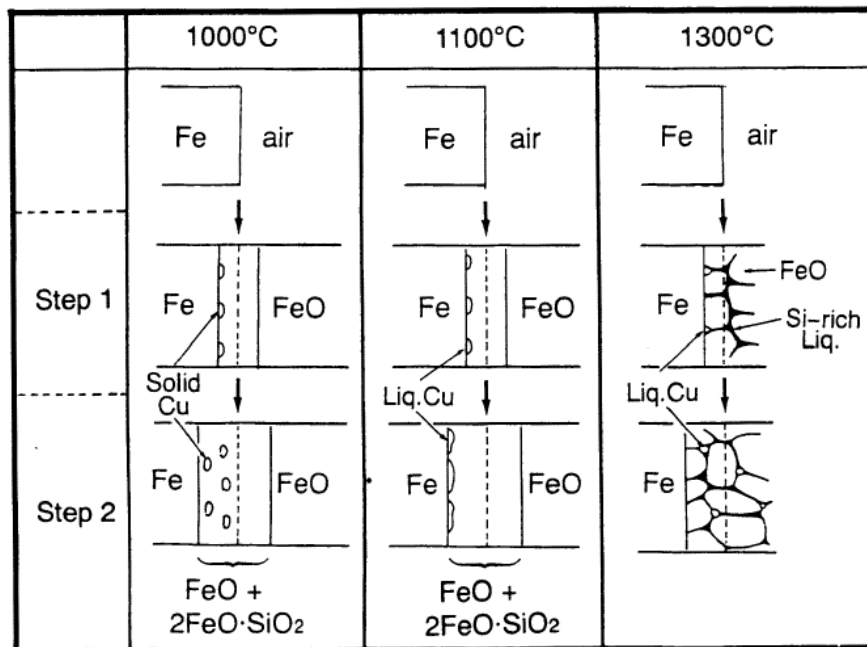 1000°C 1100°C 1300°C
Fe air Fe air Fe air
Step 1
Fe FeO Fe FeO Fe FeO
Si-rich
Liq.
Solid
Cu
Liq.Cu
Liq.Cu
Step 2
Fe FeO Fe FeO Fe
FeO +
2FeO·SiO₂
FeO +
2FeO·SiO₂